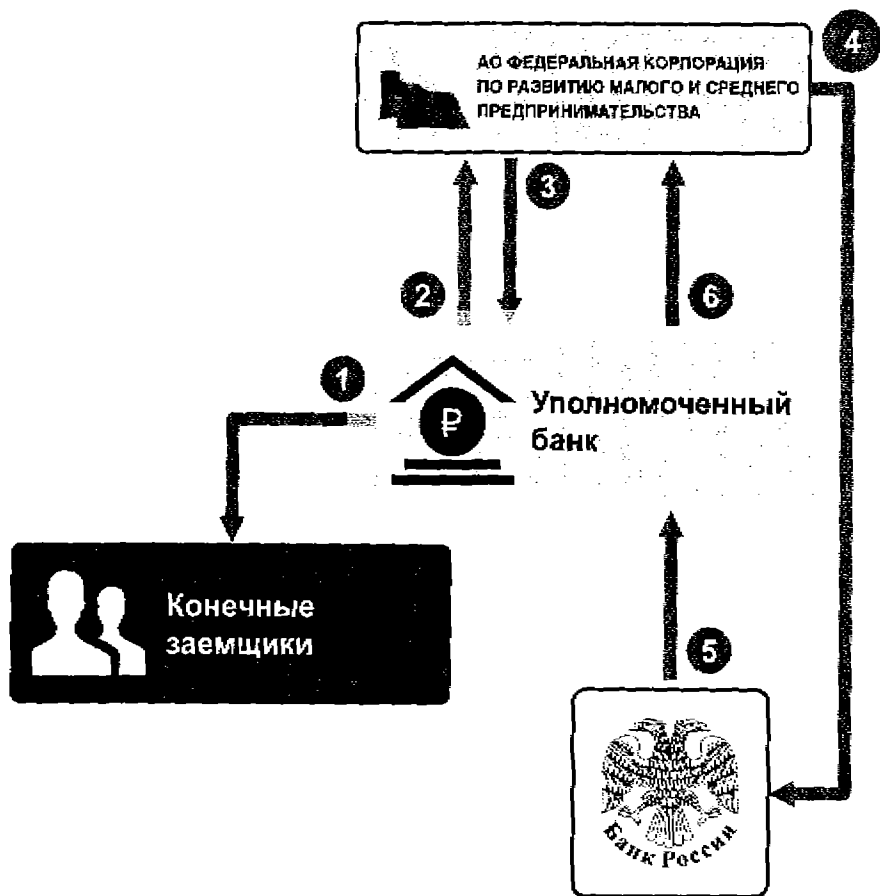 4
АО ФЕДЕРАЛЬНАЯ КОРПОРАЦИЯ
ПО РАЗВИТИЮ МАЛОГО И СРЕДНЕГО
ПРЕДПРИНИМАТЕЛЬСТВА
3
2
6
1
₽
Уполномоченный
банк
Конечные
заемщики
5
Банк России